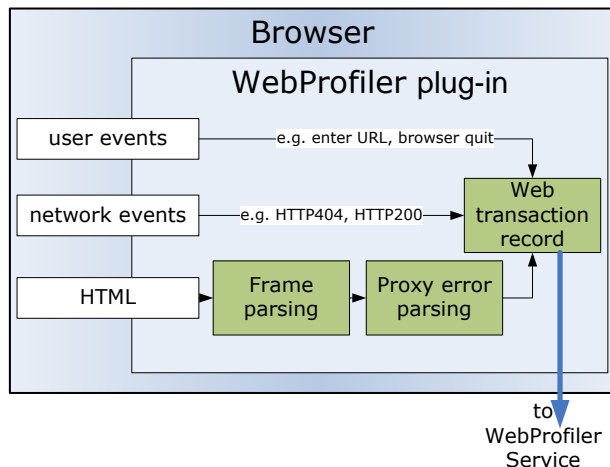 Browser
WebProfiler plug-in
user events
e.g. enter URL, browser quit
network events
e.g. HTTP404, HTTP200
Web
transaction
record
HTML
Frame
parsing
Proxy error
parsing
to
WebProfiler
Service